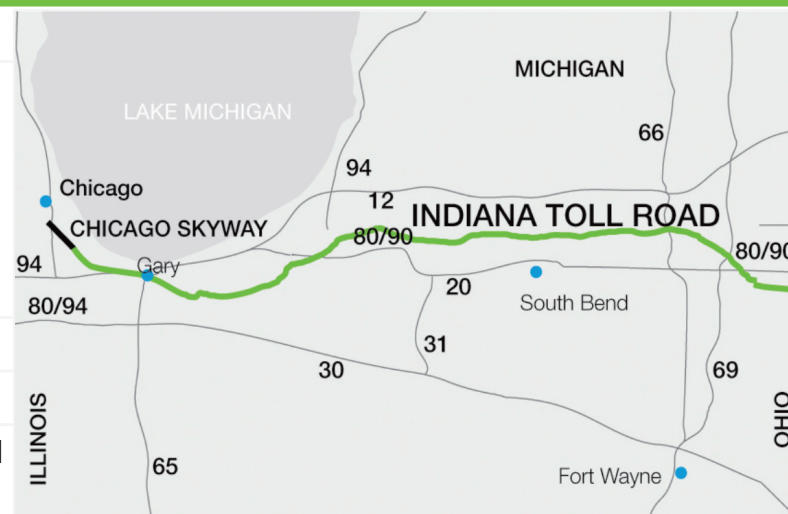 MICHIGAN
LAKE MICHIGAN
66
94
Chicago
12
INDIANA TOLL ROAD
CHICAGO SKYWAY
80/90
80/90
94
Gary
20
South Bend
80/94
31
30
69
ILLINOIS
OHIO
65
Fort Wayne